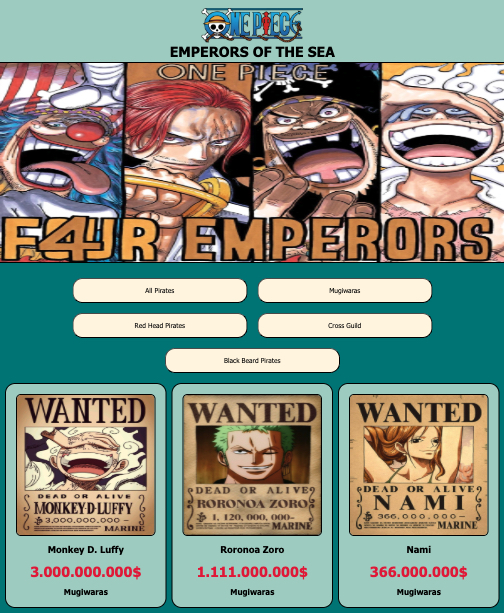 ONE PIECE
EMPERORS OF THE SEA
ONE PIECE
F4UR EMPERORS
All Pirates
Mugiwaras
Red Head Pirates
Cross Guild
Black Beard Pirates
WANTED
DEAD OR ALIVE
MONKEY·D·LUFFY
3,000,000,000-
MARINE
Monkey D. Luffy
3.000.000.000$
Mugiwaras
WANTED
DEAD OR ALIVE
RORONOA ZORO
1,120,000,000-
MARINE
Roronoa Zoro
1.111.000.000$
Mugiwaras
WANTED
DEAD OR ALIVE
NAMI
366,000,000-
MARINE
Nami
366.000.000$
Mugiwaras